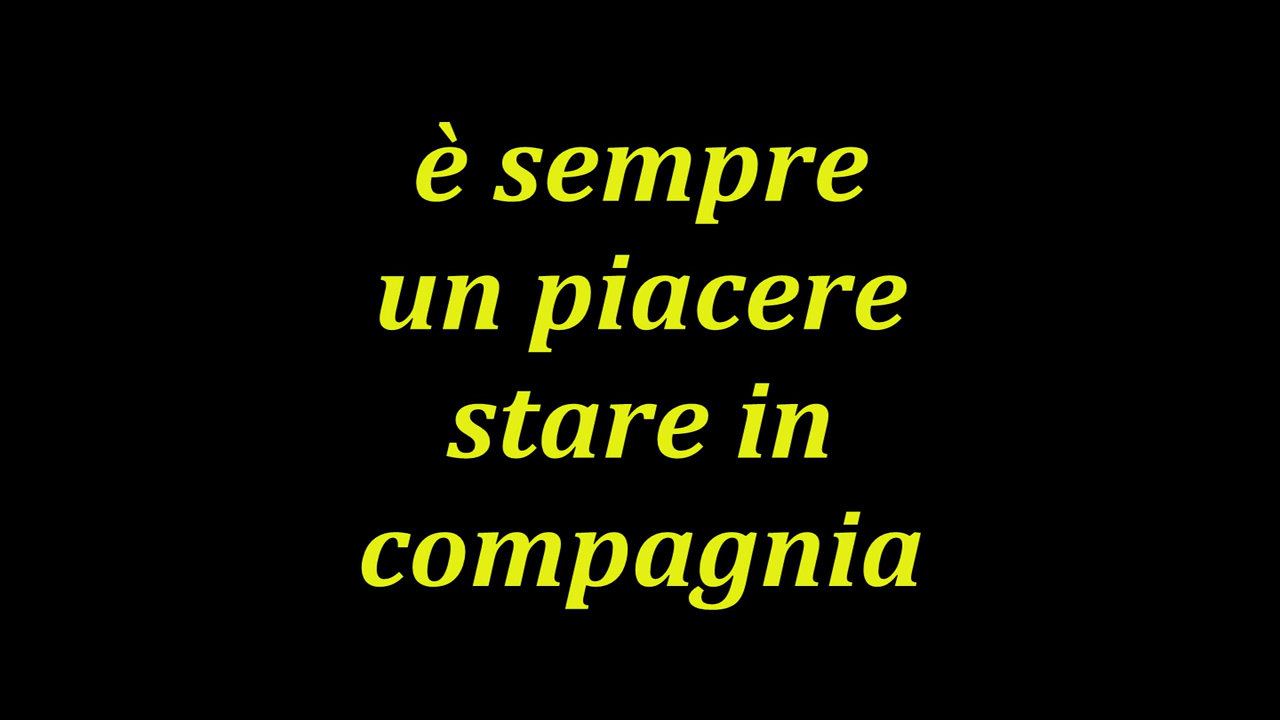 è sempre
un piacere
stare in
compagnia